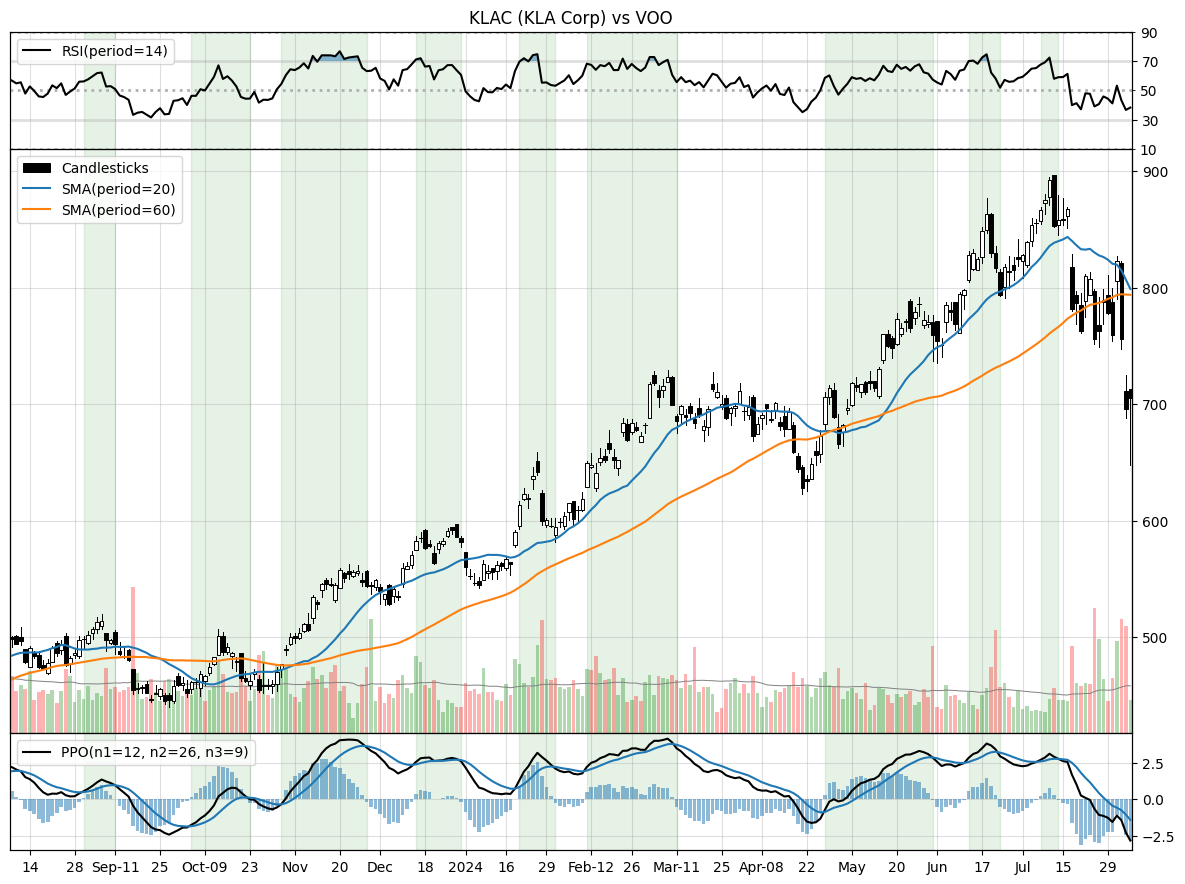 KLAC (KLA Corp) vs VOO
RSI(period=14)
90
70
50
30
10
Candlesticks
SMA(period=20)
SMA(period=60)
900
800
700
600
500
PPO(n1=12, n2=26, n3=9)
2.5
0.0
−2.5
14 28 Sep-11 25 Oct-09 23 Nov 20 Dec 18 2024 16 29 Feb-12 26 Mar-11 25 Apr-08 22 May 20 Jun 17 Jul 15 29